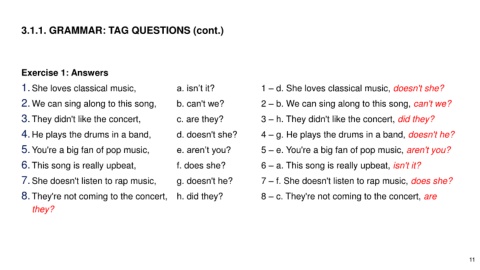 3.1.1. GRAMMAR: TAG QUESTIONS (cont.)
Exercise 1: Answers
1. She loves classical music, a. isn't it? 1 – d. She loves classical music, doesn't she?
2. We can sing along to this song, b. can't we? 2 – b. We can sing along to this song, can't we?
3. They didn't like the concert, c. are they? 3 – h. They didn't like the concert, did they?
4. He plays the drums in a band, d. doesn't she? 4 – g. He plays the drums in a band, doesn't he?
5. You're a big fan of pop music, e. aren't you? 5 – e. You're a big fan of pop music, aren't you?
6. This song is really upbeat, f. does she? 6 – a. This song is really upbeat, isn't it?
7. She doesn't listen to rap music, g. doesn't he? 7 – f. She doesn't listen to rap music, does she?
8. They're not coming to the concert, h. did they? 8 – c. They're not coming to the concert, are
they?
11